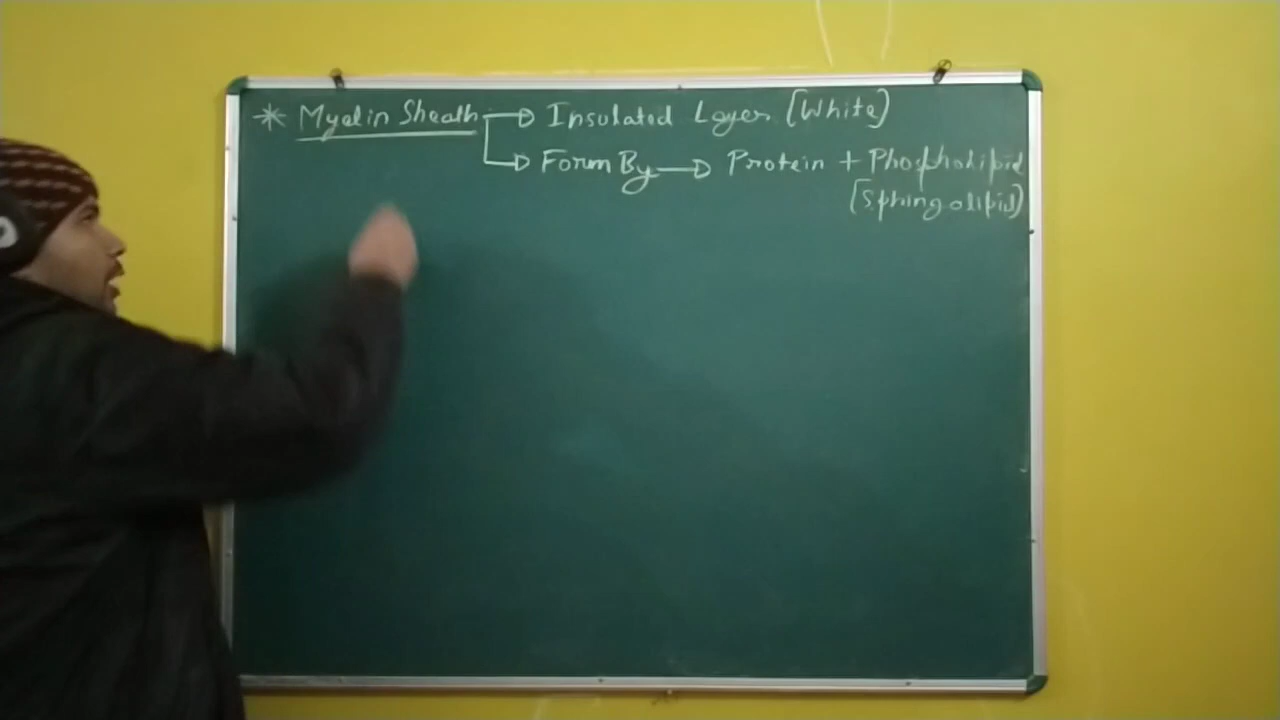 * Myelin Sheath → Insulated Layer [White]
→ Form By → Protein + Phospholipid
[Sphingolipid]